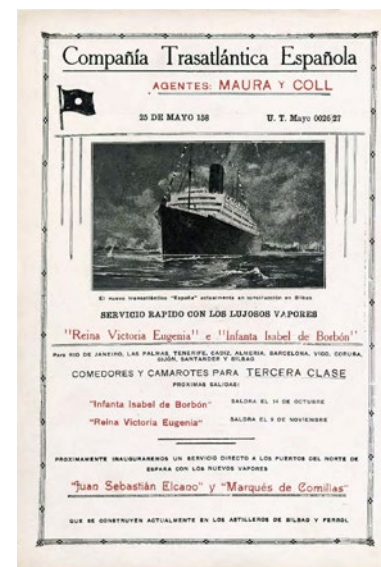 Compañía Trasatlántica Española
AGENTES: MAURA Y COLL
25 DE MAYO 158 U. T. Mayo 0026/27
El nuevo transatlántico "España" actualmente en construcción en Bilbao
SERVICIO RAPIDO CON LOS LUJOSOS VAPORES
"Reina Victoria Eugenia" e "Infanta Isabel de Borbón"
Para RIO DE JANEIRO, LAS PALMAS, TENERIFE, CADIZ, ALMERIA, BARCELONA, VIGO, CORUÑA,
GIJÓN, SANTANDER Y BILBAO
COMEDORES Y CAMAROTES PARA TERCERA CLASE
PROXIMAS SALIDAS:
"Infanta Isabel de Borbón" SALDRA EL 14 DE OCTUBRE
"Reina Victoria Eugenia" SALDRA EL 9 DE NOVIEMBRE
PROXIMAMENTE INAUGURAREMOS UN SERVICIO DIRECTO A LOS PUERTOS DEL NORTE DE
ESPAÑA CON LOS NUEVOS VAPORES
"Juan Sebastián Elcano" y "Marqués de Comillas"
QUE SE CONSTRUYEN ACTUALMENTE EN LOS ASTILLEROS DE BILBAO Y FERROL